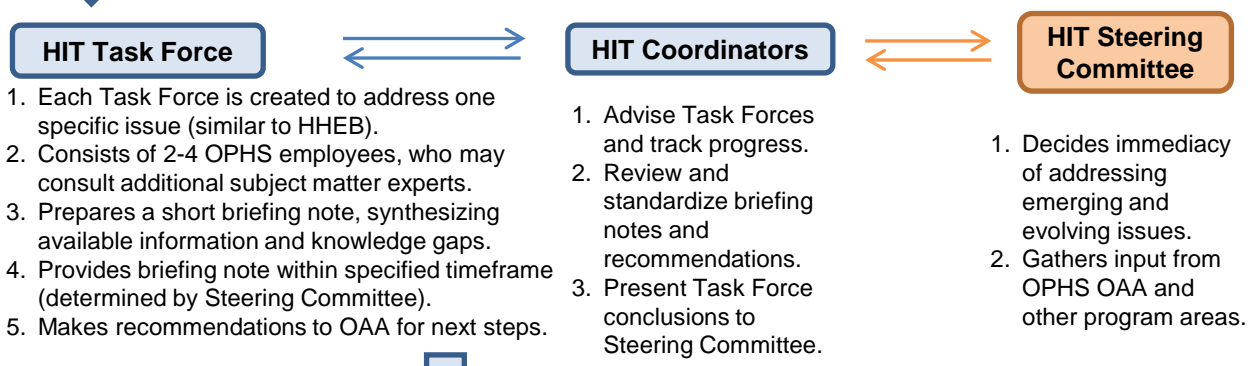 HIT Task Force
1. Each Task Force is created to address one
specific issue (similar to HHEB).
2. Consists of 2-4 OPHS employees, who may
consult additional subject matter experts.
3. Prepares a short briefing note, synthesizing
available information and knowledge gaps.
4. Provides briefing note within specified timeframe
(determined by Steering Committee).
5. Makes recommendations to OAA for next steps.
HIT Coordinators
1. Advise Task Forces
and track progress.
2. Review and
standardize briefing
notes and
recommendations.
3. Present Task Force
conclusions to
Steering Committee.
HIT Steering
Committee
1. Decides immediacy
of addressing
emerging and
evolving issues.
2. Gathers input from
OPHS OAA and
other program areas.